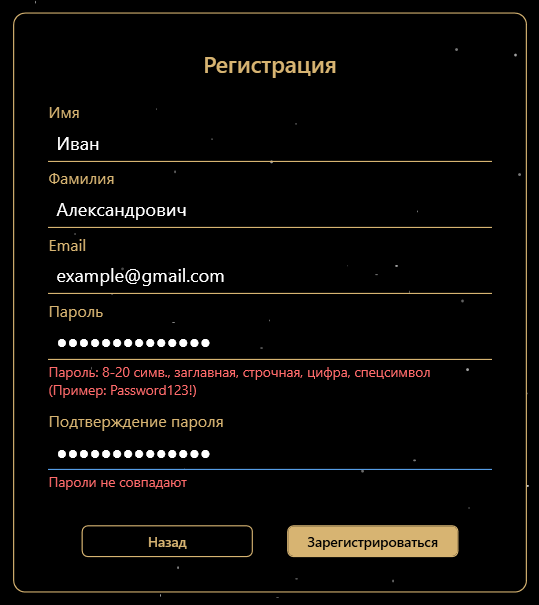 Регистрация
Имя
Иван
Фамилия
Александрович
Email
example@gmail.com
Пароль
●●●●●●●●●●●●●●
Пароль: 8-20 симв., заглавная, строчная, цифра, спецсимвол
(Пример: Password123!)
Подтверждение пароля
●●●●●●●●●●●●●●
Пароли не совпадают
Назад
Зарегистрироваться